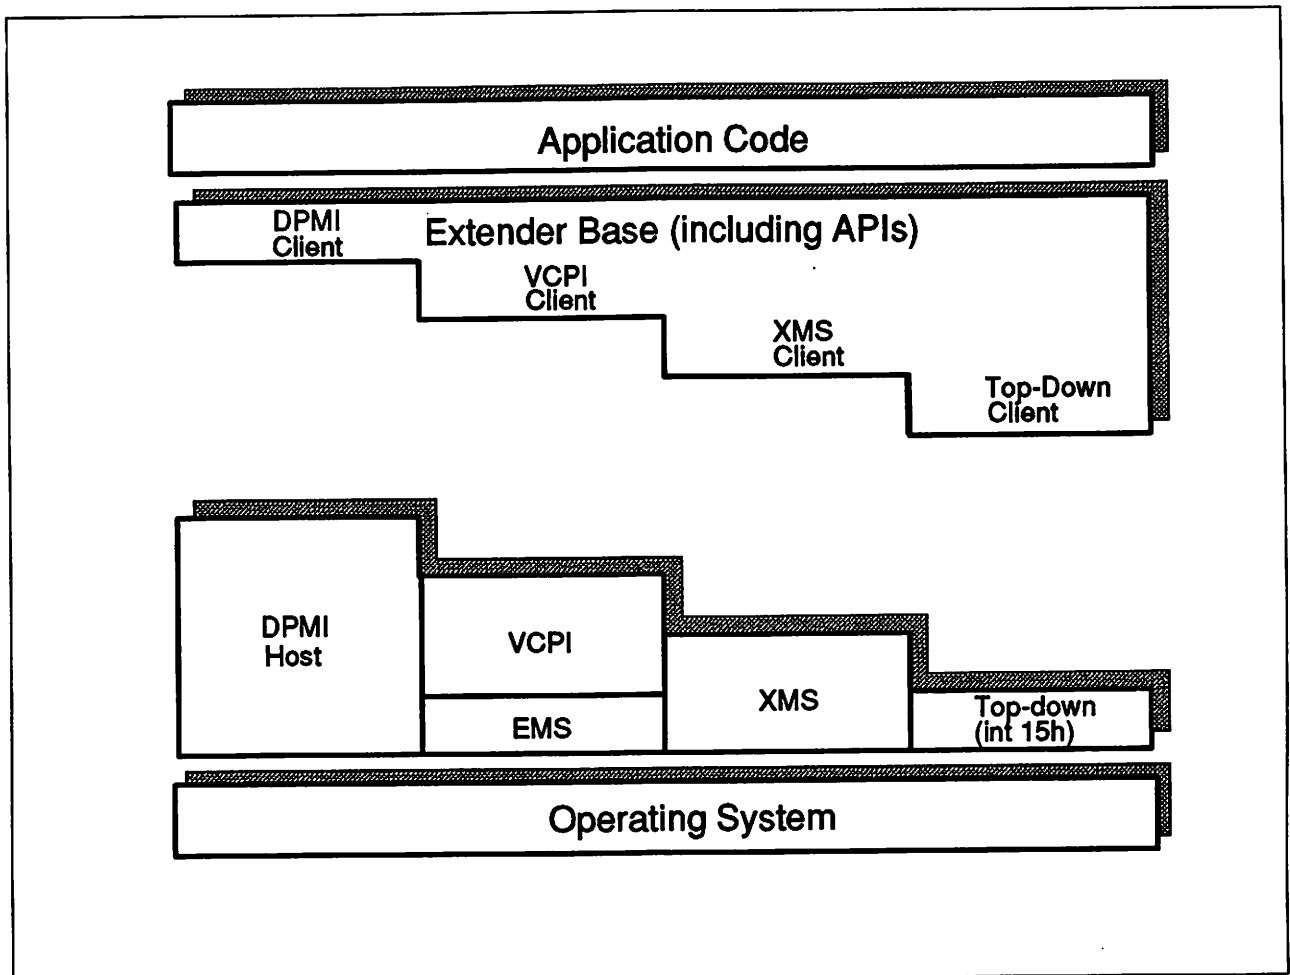 Application Code
DPMI
Client
Extender Base (including APIs)
VCPI
Client
XMS
Client
Top-Down
Client
DPMI
Host
VCPI
EMS
XMS
Top-down
(int 15h)
Operating System